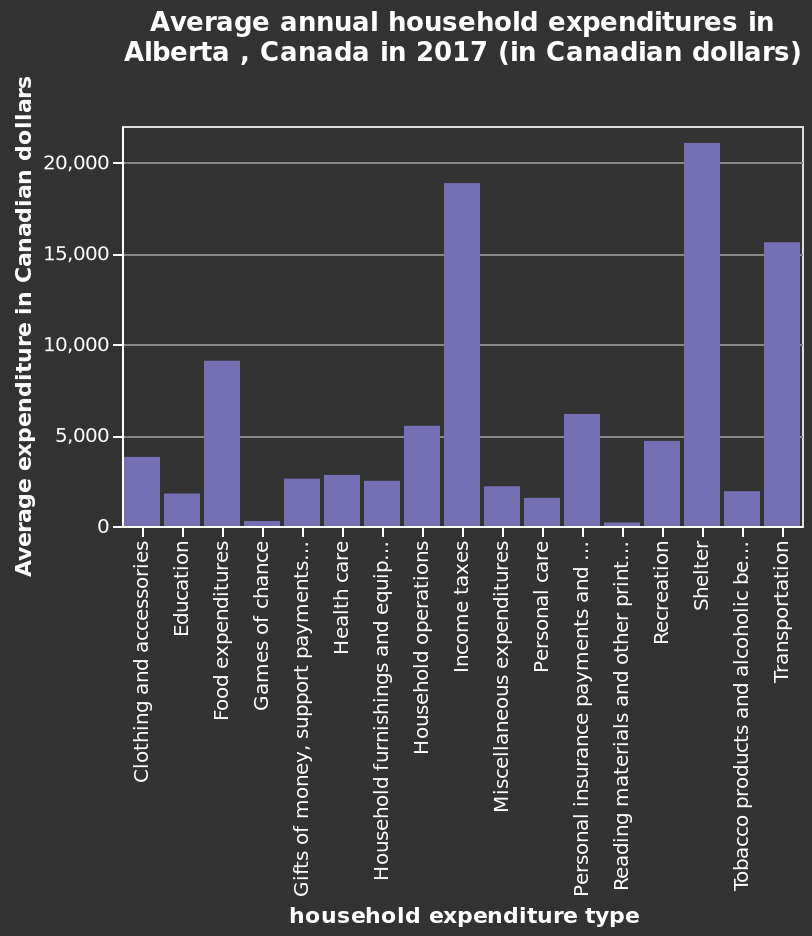 Average annual household expenditures in
Alberta , Canada in 2017 (in Canadian dollars)
Average expenditure in Canadian dollars
20,000
15,000
10,000
5,000
0
Clothing and accessories
Education
Food expenditures
Games of chance
Gifts of money, support payments...
Health care
Household furnishings and equip...
Household operations
Income taxes
Miscellaneous expenditures
Personal care
Personal insurance payments and ...
Reading materials and other print...
Recreation
Shelter
Tobacco products and alcoholic be...
Transportation
household expenditure type